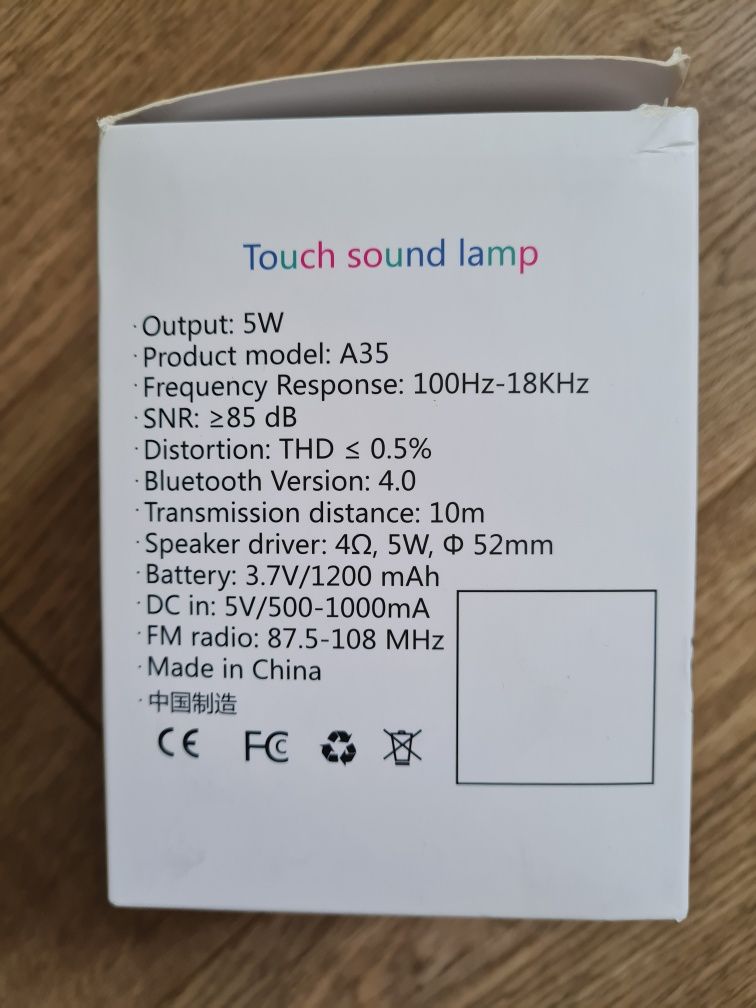 Touch sound lamp
· Output: 5W
· Product model: A35
· Frequency Response: 100Hz-18KHz
· SNR: ≥85 dB
· Distortion: THD ≤ 0.5%
· Bluetooth Version: 4.0
· Transmission distance: 10m
· Speaker driver: 4Ω, 5W, Φ 52mm
· Battery: 3.7V/1200 mAh
· DC in: 5V/500-1000mA
· FM radio: 87.5-108 MHz
· Made in China
· 中国制造
CE FC